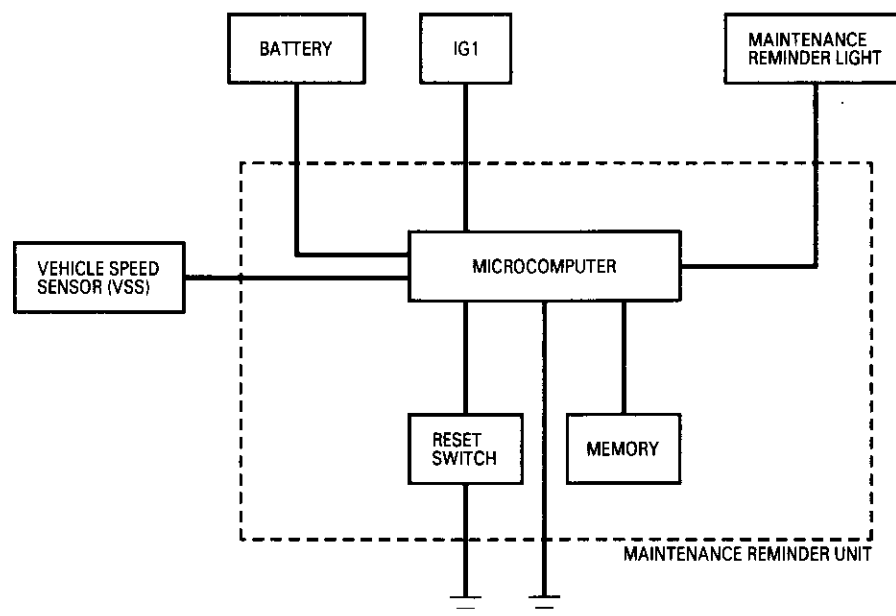 BATTERY
IG1
MAINTENANCE
REMINDER LIGHT
VEHICLE SPEED
SENSOR (VSS)
MICROCOMPUTER
RESET
SWITCH
MEMORY
MAINTENANCE REMINDER UNIT